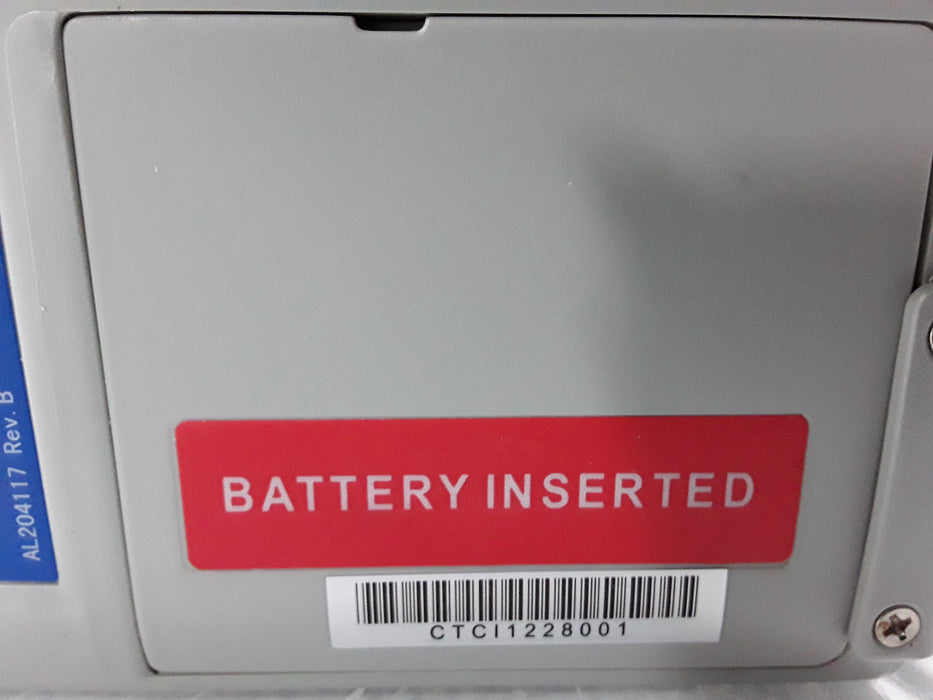 AL204117 Rev. B
BATTERY INSERTED
CTCI1228001